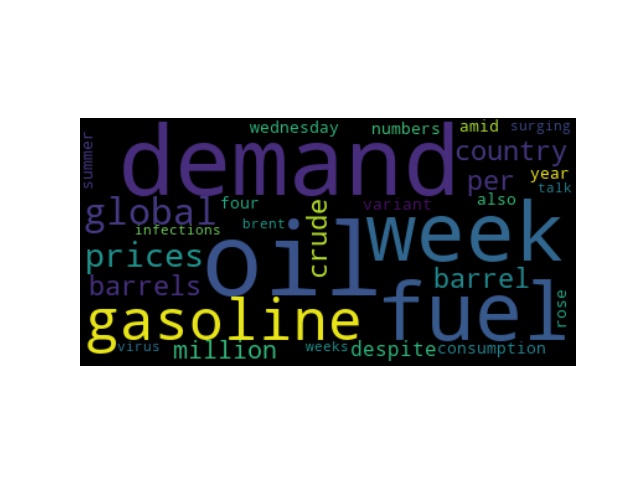 wednesday numbers amid surging
summer demand country
per year
talk
global four variant also
infections brent crude oil week
prices
barrels barrel
gasoline fuel rose
virus million weeks despite consumption